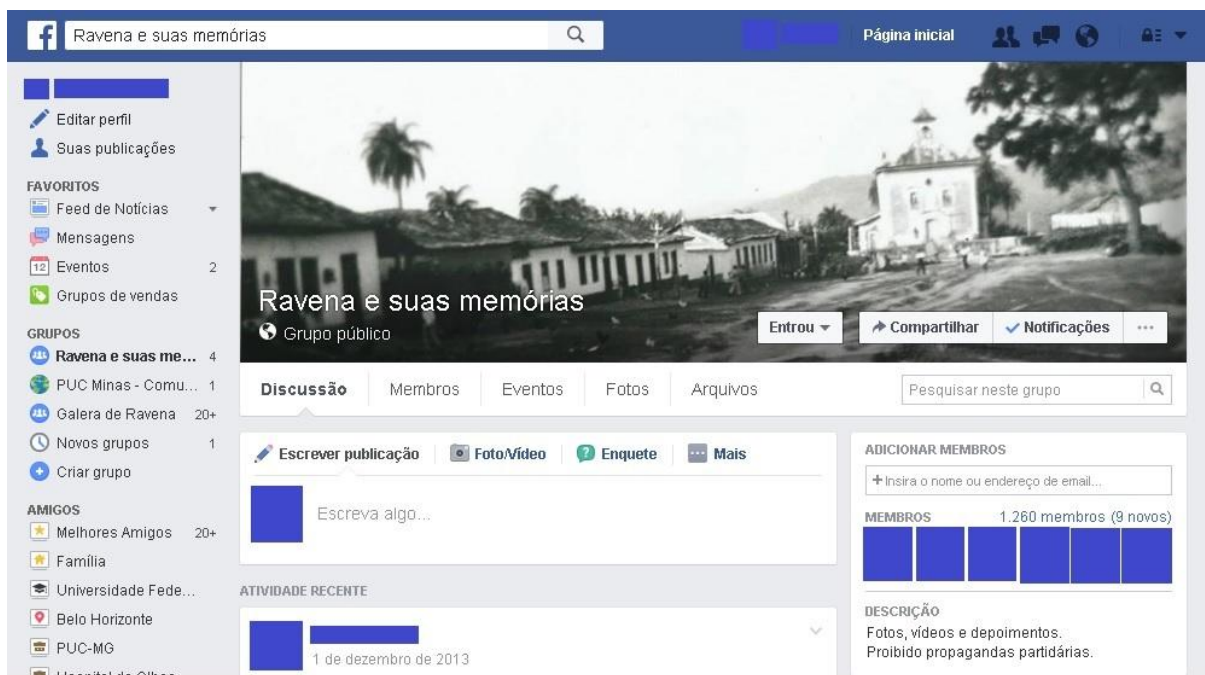 f
Ravena e suas memórias
Página inicial
Editar perfil
Suas publicações
FAVORITOS
Feed de Notícias
Mensagens
12 Eventos 2
Grupos de vendas
GRUPOS
Ravena e suas me... 4
PUC Minas - Comu... 1
Galera de Ravena 20+
Novos grupos 1
Criar grupo
AMIGOS
Melhores Amigos 20+
Família
Universidade Fede...
Belo Horizonte
PUC-MG
Hospital de Olhos
Ravena e suas memórias
Grupo público
Entrou
Compartilhar
Notificações
...
Discussão
Membros
Eventos
Fotos
Arquivos
Pesquisar neste grupo
Escrever publicação
Foto/Vídeo
Enquete
Mais
Escreva algo...
ATIVIDADE RECENTE
1 de dezembro de 2013
ADICIONAR MEMBROS
+Insira o nome ou endereço de email...
MEMBROS 1.260 membros (9 novos)
DESCRIÇÃO
Fotos, vídeos e depoimentos.
Proibido propagandas partidárias.